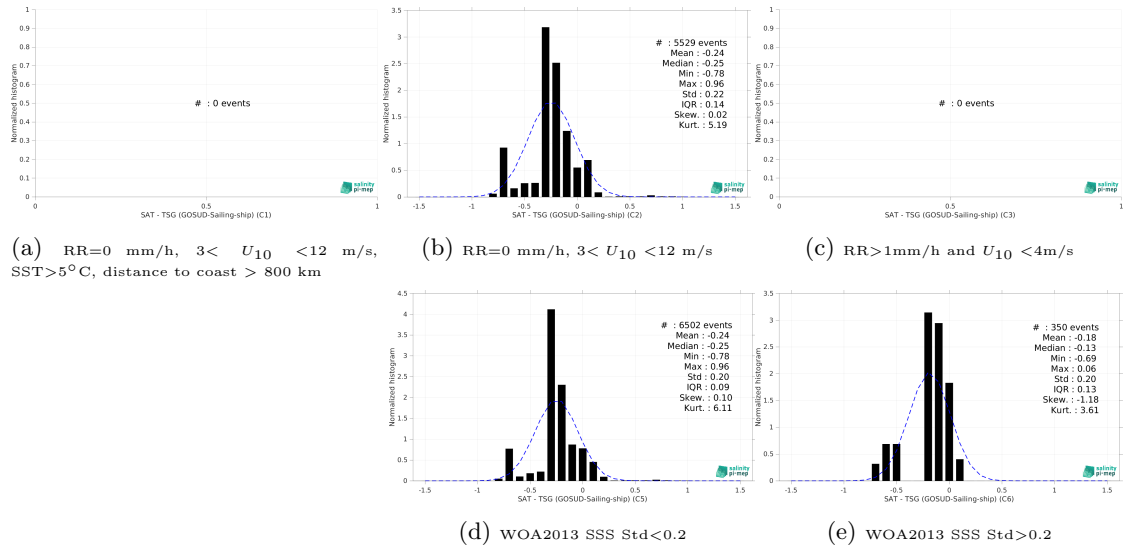 1
0.9
0.8
0.7
0.6
0.5
0.4
0.3
0.2
0.1
0
Normalized histogram
# : 0 events
salinity
pi-mep
0 0.5 1
SAT - TSG (GOSUD-Sailing-ship) (C1)
(a) RR=0 mm/h, 3< U10 <12 m/s,
SST>5°C, distance to coast > 800 km
3.5
3
2.5
2
1.5
1
0.5
0
Normalized histogram
# : 5529 events
Mean : -0.24
Median : -0.25
Min : -0.78
Max : 0.96
Std : 0.22
IQR : 0.14
Skew. : 0.02
Kurt. : 5.19
salinity
pi-mep
-1.5 -1 -0.5 0 0.5 1 1.5
SAT - TSG (GOSUD-Sailing-ship) (C2)
(b) RR=0 mm/h, 3< U10 <12 m/s
1
0.9
0.8
0.7
0.6
0.5
0.4
0.3
0.2
0.1
0
Normalized histogram
# : 0 events
salinity
pi-mep
0 0.5 1
SAT - TSG (GOSUD-Sailing-ship) (C3)
(c) RR>1mm/h and U10 <4m/s
4.5
4
3.5
3
2.5
2
1.5
1
0.5
0
Normalized histogram
# : 6502 events
Mean : -0.24
Median : -0.25
Min : -0.78
Max : 0.96
Std : 0.20
IQR : 0.09
Skew. : 0.10
Kurt. : 6.11
salinity
pi-mep
-1.5 -1 -0.5 0 0.5 1 1.5
SAT - TSG (GOSUD-Sailing-ship) (C5)
(d) WOA2013 SSS Std<0.2
3.5
3
2.5
2
1.5
1
0.5
0
Normalized histogram
# : 350 events
Mean : -0.18
Median : -0.13
Min : -0.69
Max : 0.06
Std : 0.20
IQR : 0.13
Skew. : -1.18
Kurt. : 3.61
salinity
pi-mep
-1.5 -1 -0.5 0 0.5 1 1.5
SAT - TSG (GOSUD-Sailing-ship) (C6)
(e) WOA2013 SSS Std>0.2